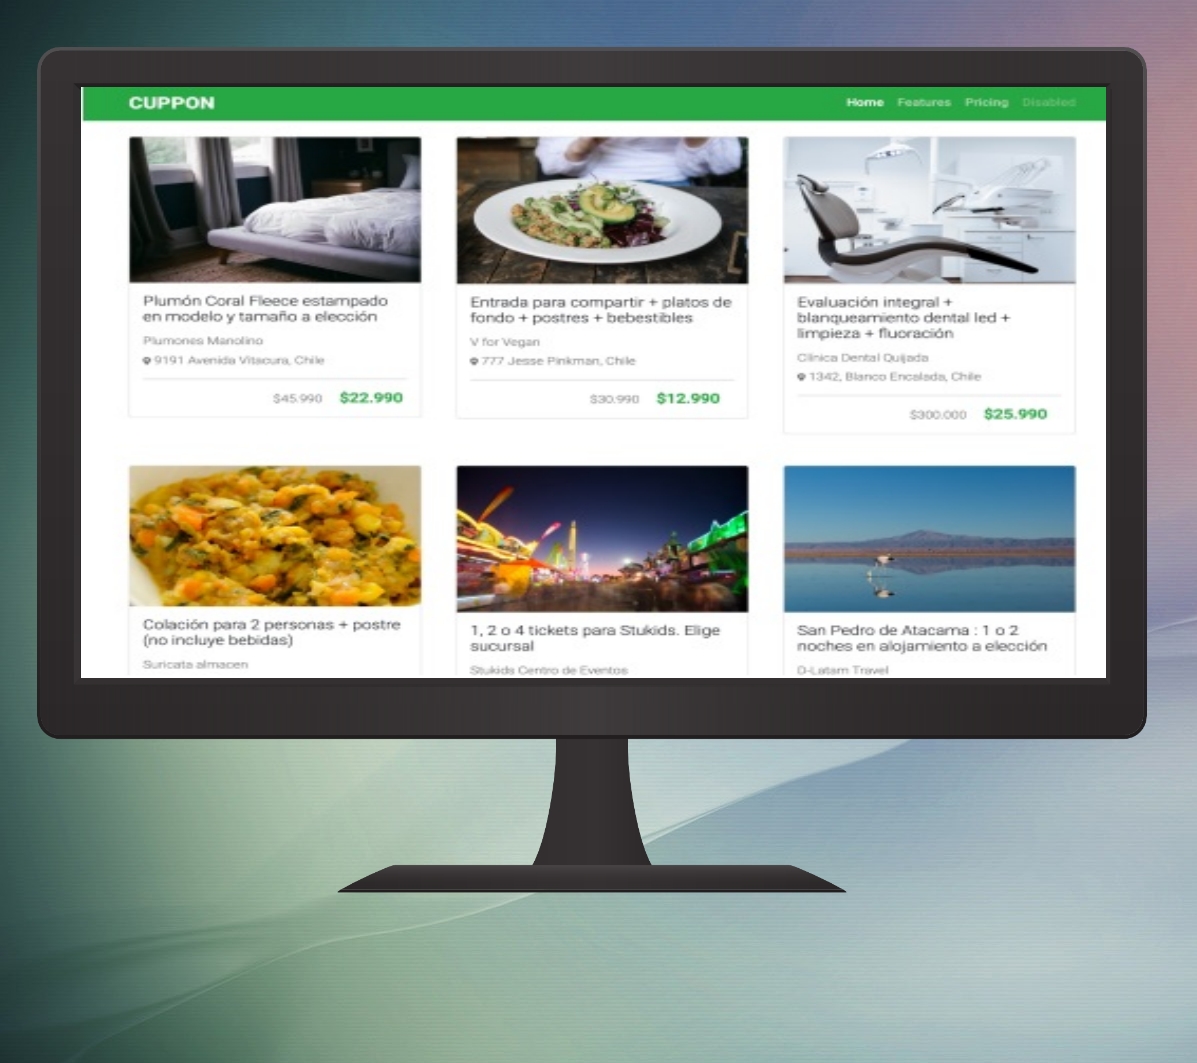 CUPPON
Home Features Pricing Disabled
Plumón Coral Fleece estampado
en modelo y tamaño a elección
Plumones Manolino
9191 Avenida Vitacura, Chile
$45.990 $22.990
Entrada para compartir + platos de
fondo + postres + bebestibles
V for Vegan
777 Jesse Pinkman, Chile
$30.990 $12.990
Evaluación integral +
blanqueamiento dental led +
limpieza + fluoración
Clínica Dental Quijada
1342, Blanco Encalada, Chile
$300.000 $25.990
Colación para 2 personas + postre
(no incluye bebidas)
Suricata almacen
1, 2 o 4 tickets para Stukids. Elige
sucursal
Stukids Centro de Eventos
San Pedro de Atacama : 1 o 2
noches en alojamiento a elección
D-Latam Travel